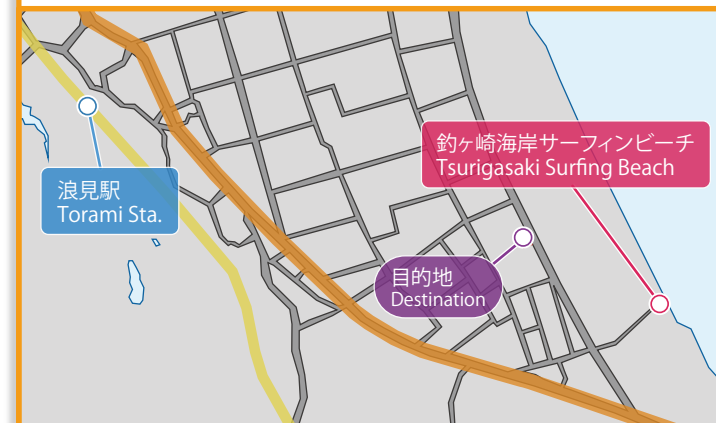 釣ヶ崎海岸サーフィンビーチ
Tsurigasaki Surfing Beach
浪見駅
Torami Sta.
目的地
Destination